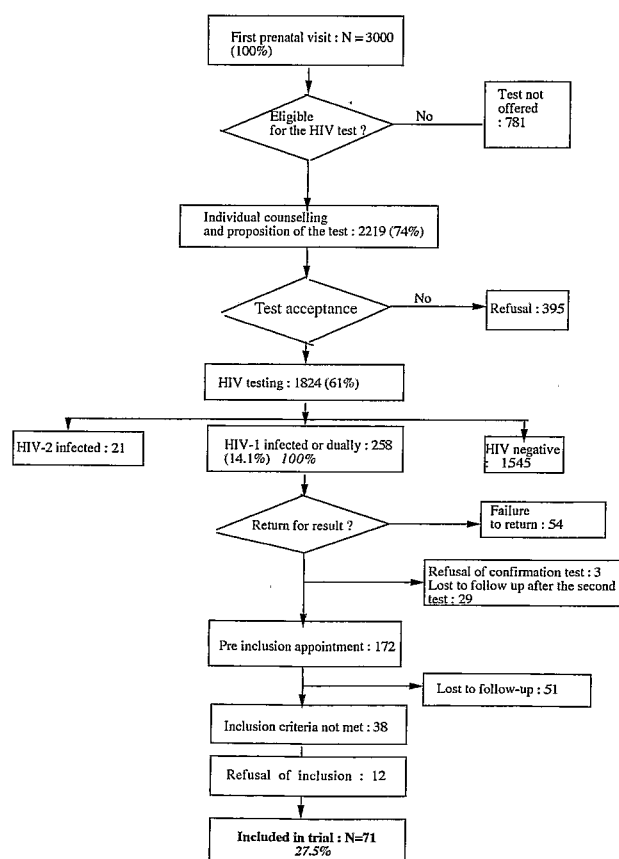 First prenatal visit : N = 3000
(100%)
Eligible
for the HIV test ?
No
Test not
offered
: 781
Individual counselling
and proposition of the test : 2219 (74%)
Test acceptance
No
Refusal : 395
HIV testing : 1824 (61%)
HIV-2 infected : 21
HIV-1 infected or dually : 258
(14.1%) 100%
HIV negative
: 1545
Return for result ?
Failure
to return : 54
Refusal of confirmation test : 3
Lost to follow up after the second
test : 29
Pre inclusion appointment : 172
Lost to follow-up : 51
Inclusion criteria not met : 38
Refusal of inclusion : 12
Included in trial : N=71
27.5%